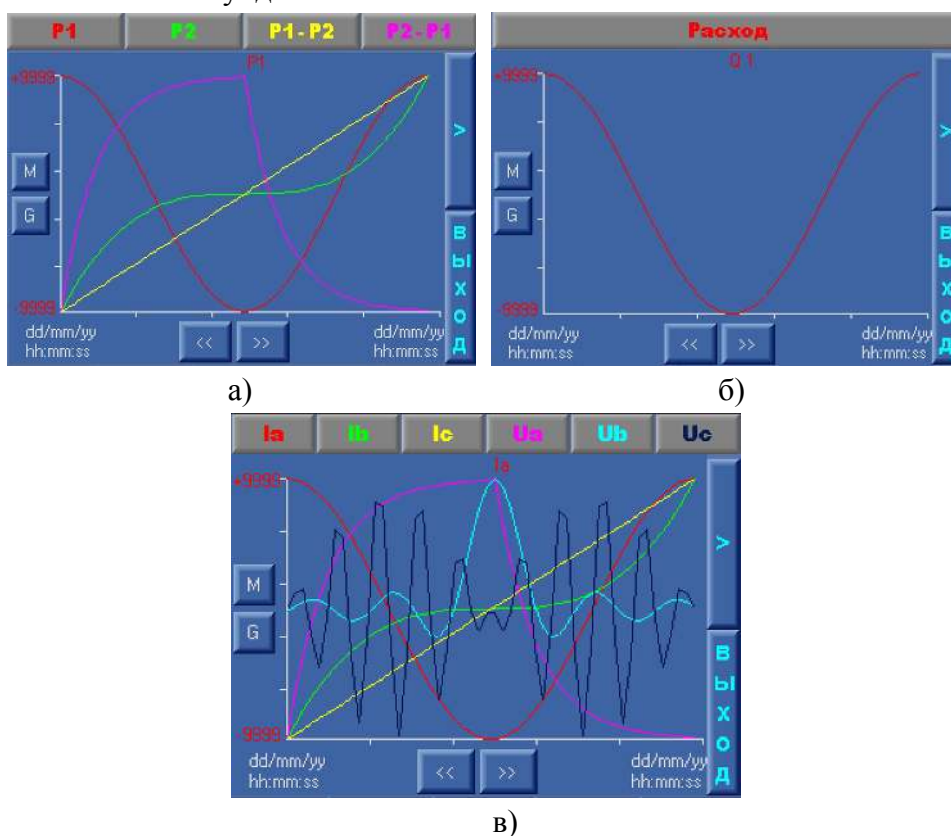 P1 P2 P1-P2 P2-P1
P1
+9999
M
G
-9999
dd/mm/yy
hh:mm:ss
<< >>
dd/mm/yy
hh:mm:ss
>
ВЫХОД
а)
Расход
Q 1
+9999
M
G
-9999
dd/mm/yy
hh:mm:ss
<< >>
dd/mm/yy
hh:mm:ss
>
ВЫХОД
б)
Ia Ib Ic Ua Ub Uc
Ia
+9999
M
G
-9999
dd/mm/yy
hh:mm:ss
<< >>
dd/mm/yy
hh:mm:ss
>
ВЫХОД
в)